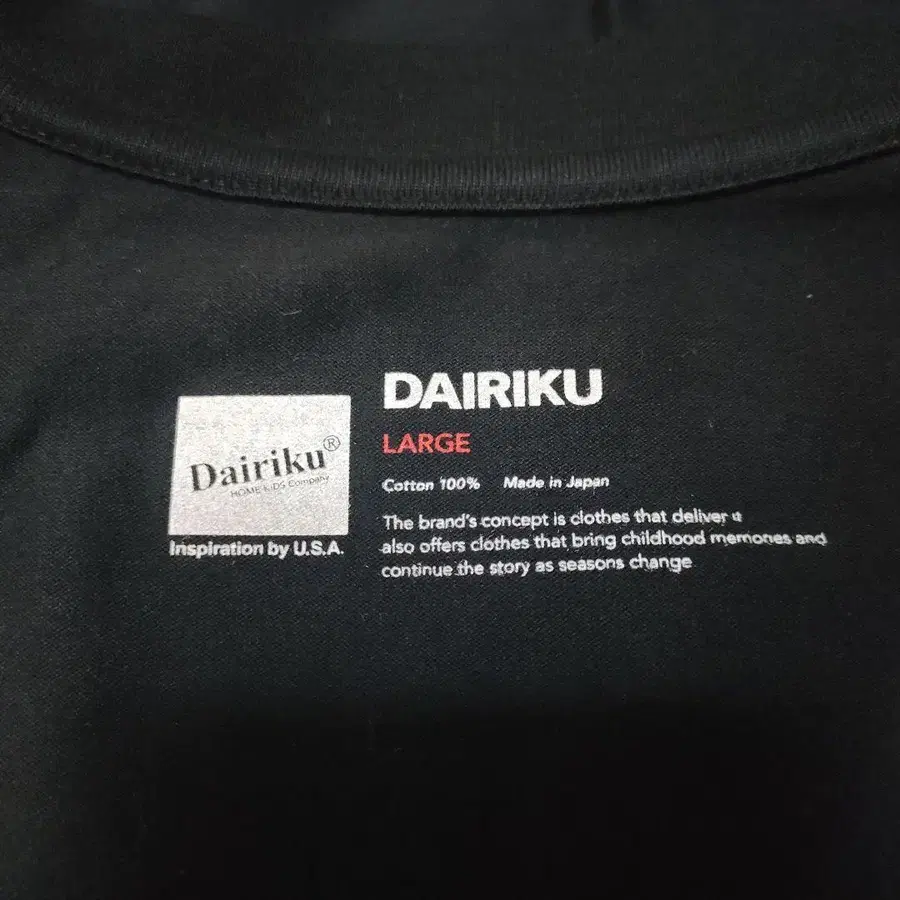 Dairiku®
HOME KIDS Company
Inspiration by U.S.A.
DAIRIKU
LARGE
Cotton 100% Made in Japan
The brand's concept is clothes that deliver a
also offers clothes that bring childhood memories and
continue the story as seasons change